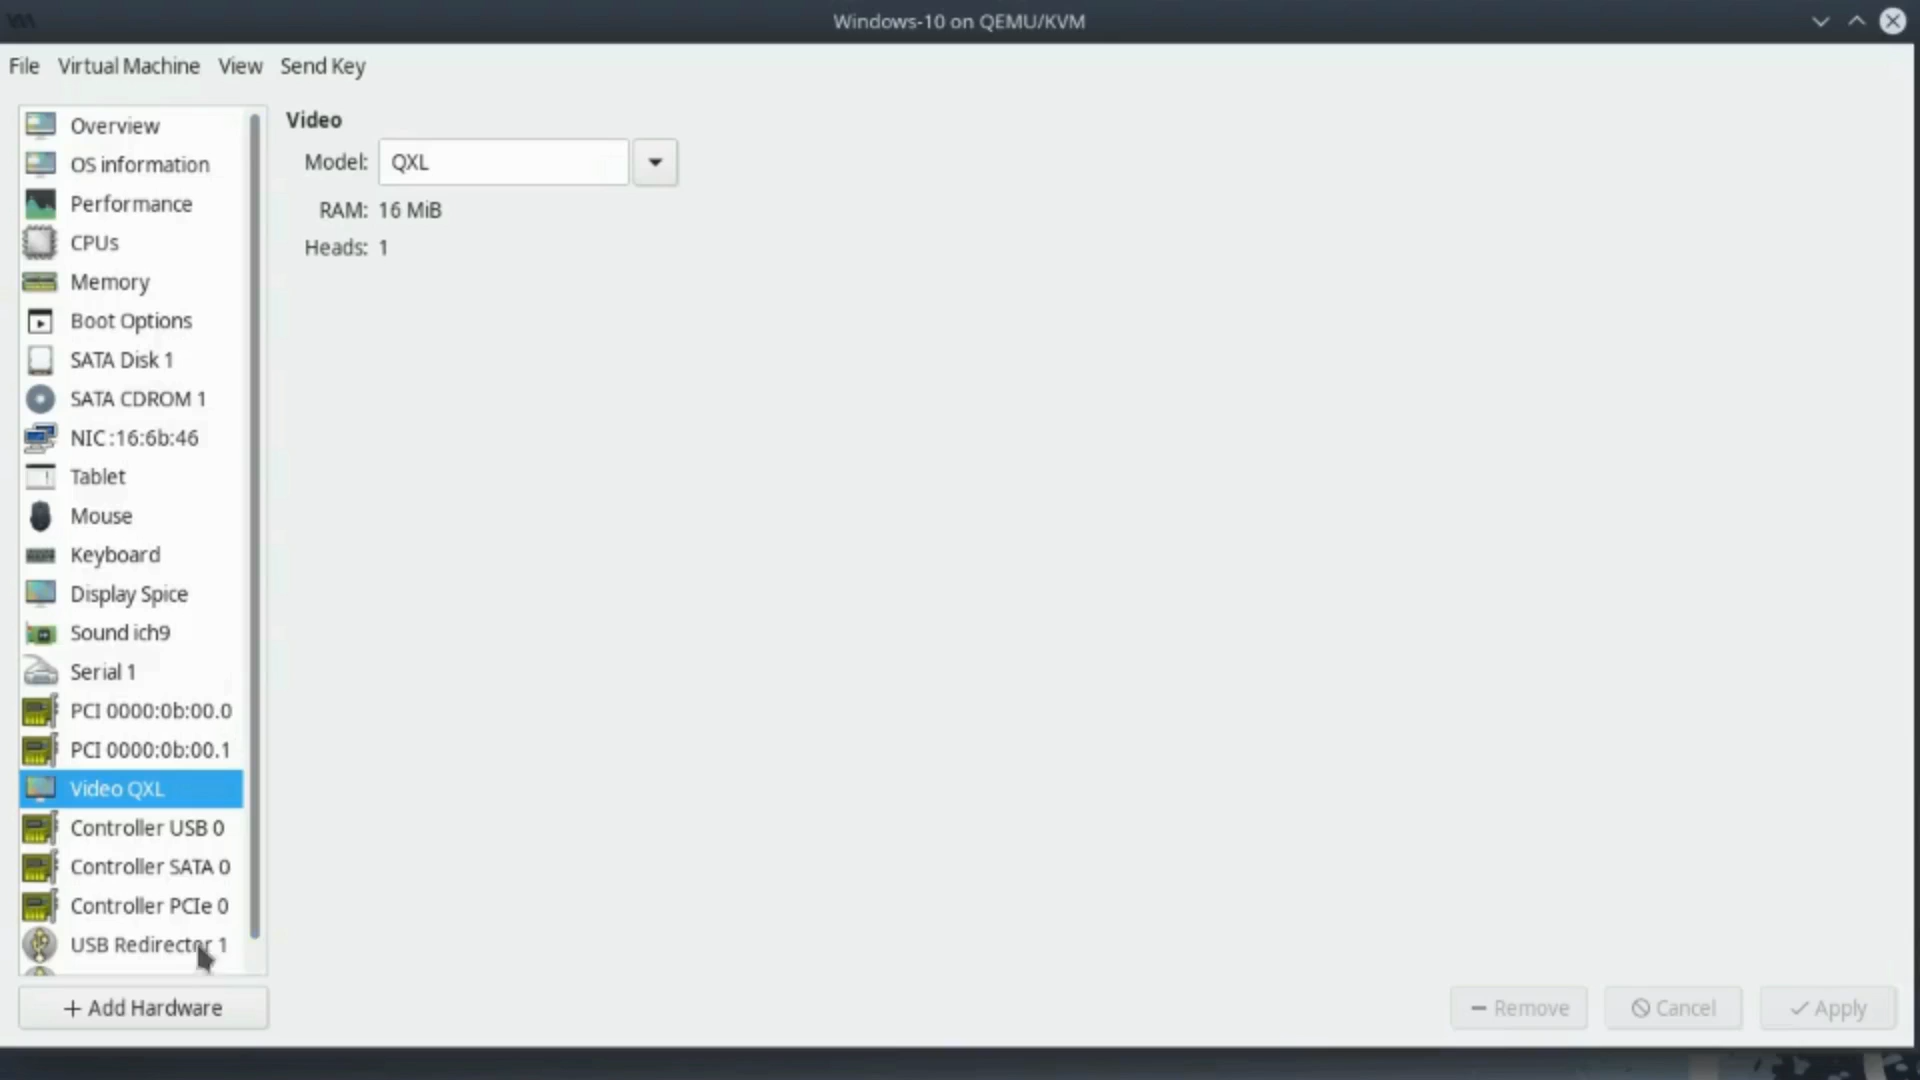 Windows-10 on QEMU/KVM
File Virtual Machine View Send Key
Overview
OS information
Performance
CPUs
Memory
Boot Options
SATA Disk 1
SATA CDROM 1
NIC :16:6b:46
Tablet
Mouse
Keyboard
Display Spice
Sound ich9
Serial 1
PCI 0000:0b:00.0
PCI 0000:0b:00.1
Video QXL
Controller USB 0
Controller SATA 0
Controller PCIe 0
USB Redirector 1
+ Add Hardware
Video
Model: QXL
RAM: 16 MiB
Heads: 1
Remove Cancel Apply